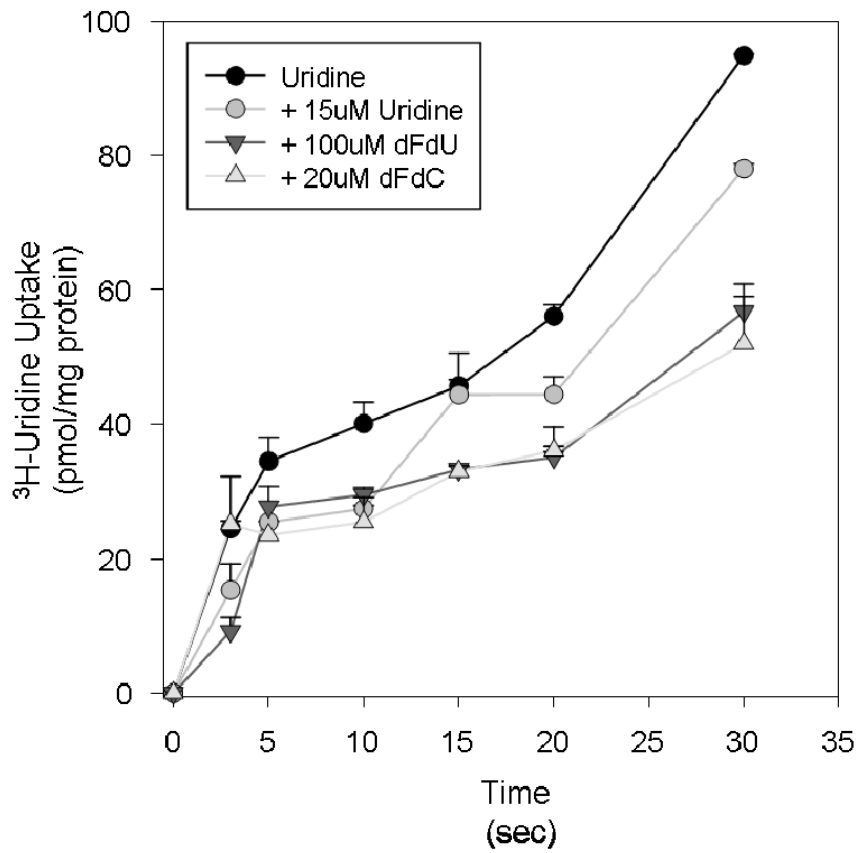 100
80
60
40
20
0
³H-Uridine Uptake
(pmol/mg protein)
Uridine
+ 15uM Uridine
+ 100uM dFdU
+ 20uM dFdC
0 5 10 15 20 25 30 35
Time
(sec)